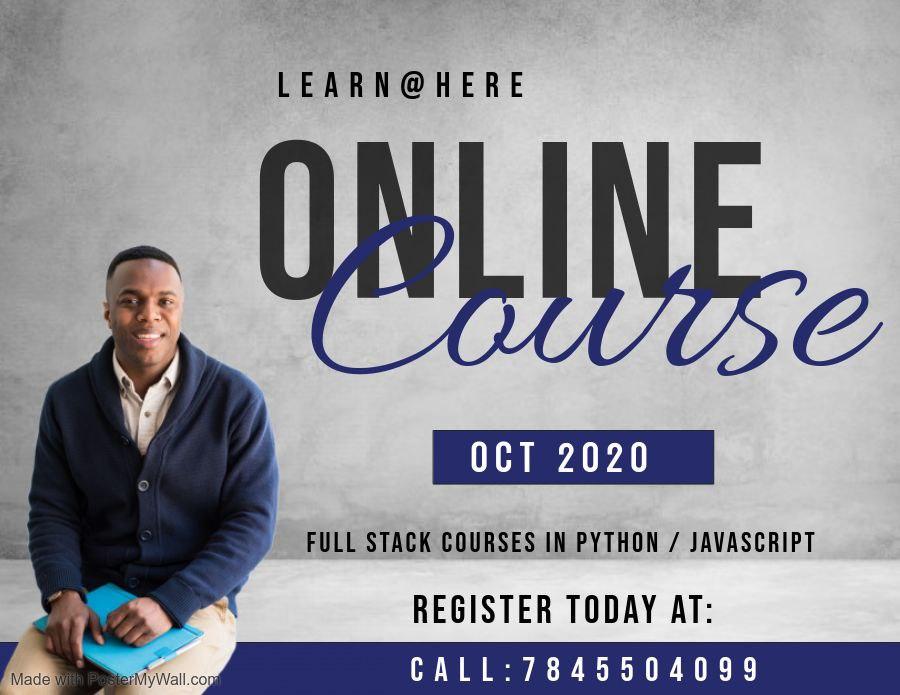 LEARN@HERE
ONLINE
Course
OCT 2020
FULL STACK COURSES IN PYTHON / JAVASCRIPT
REGISTER TODAY AT:
CALL:7845504099
Made with PosterMyWall.com